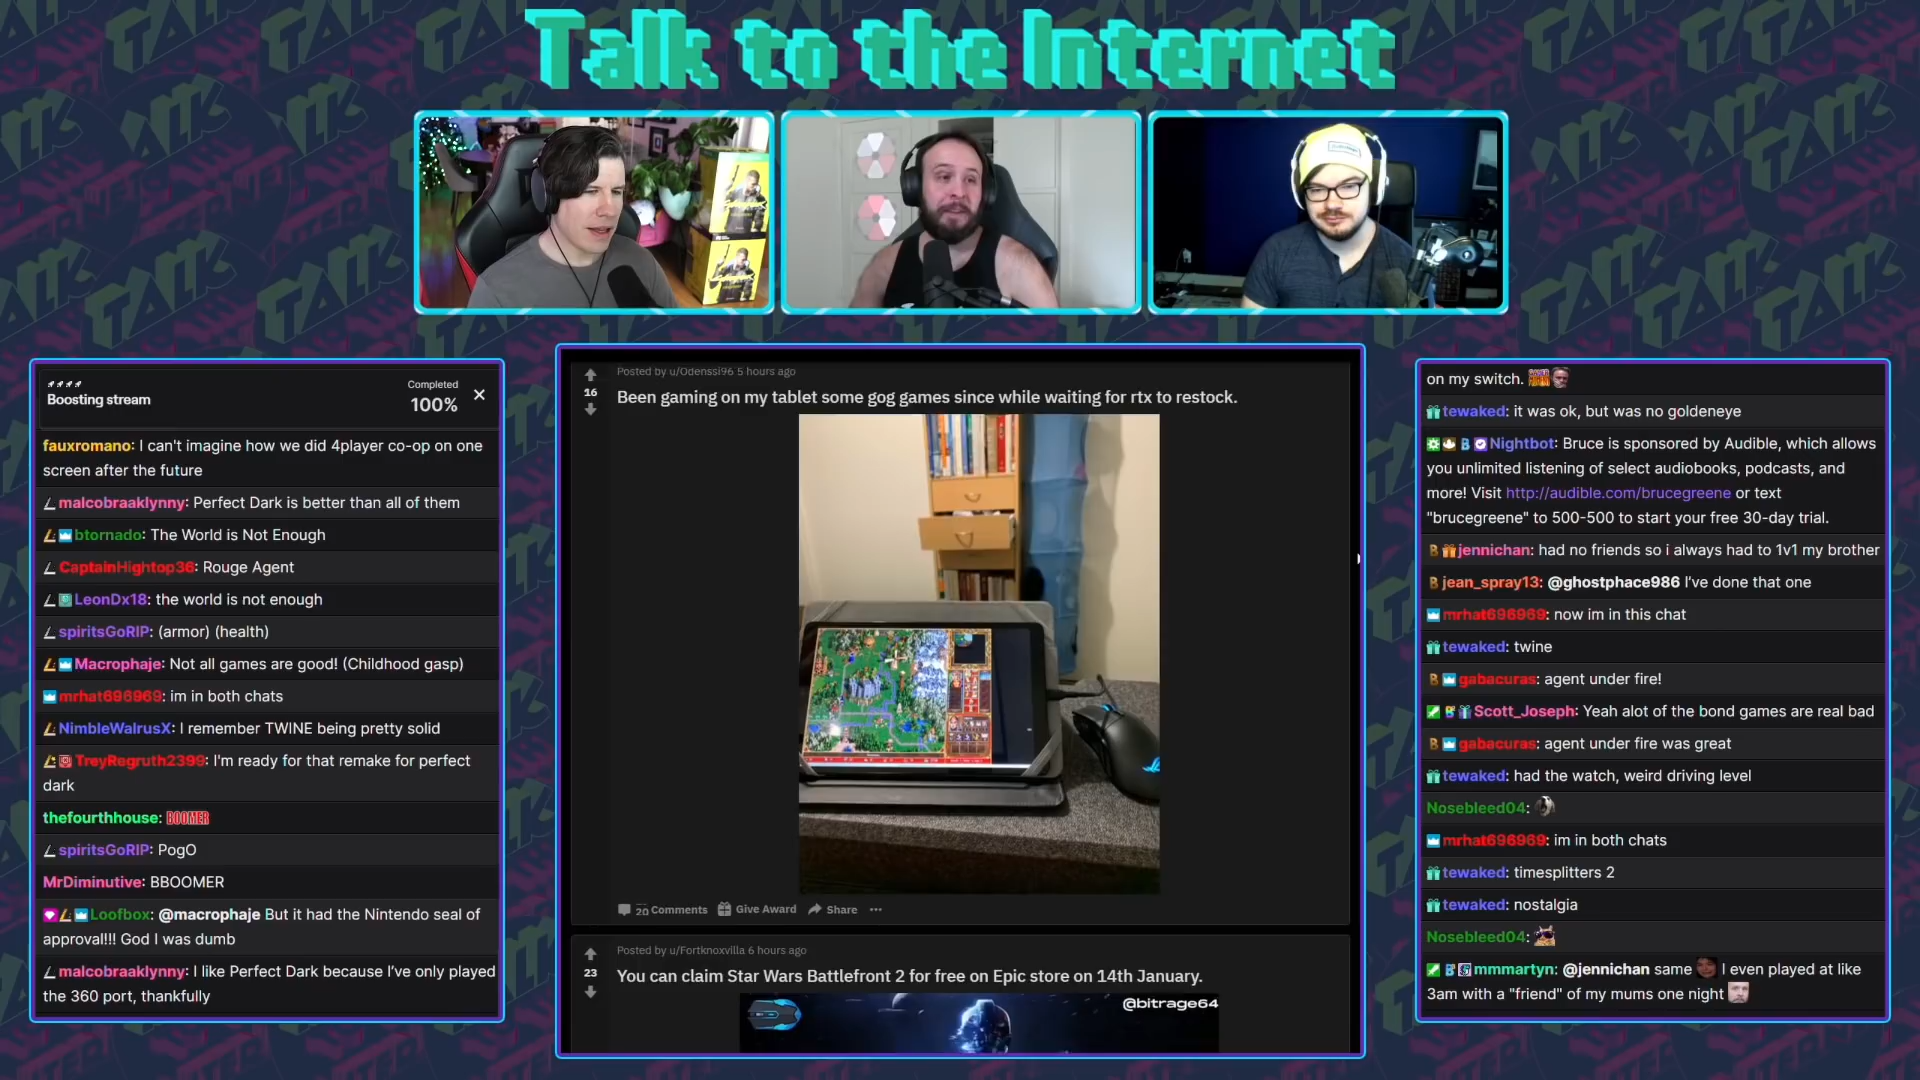 Talk to the Internet
Boosting stream
Completed
100%
fauxromano: I can't imagine how we did 4player co-op on one
screen after the future
malcobraaklynny: Perfect Dark is better than all of them
btornado: The World is Not Enough
CaptainHightop36: Rouge Agent
LeonDx18: the world is not enough
spiritsGoRIP: (armor) (health)
Macrophaje: Not all games are good! (Childhood gasp)
mrhat696969: im in both chats
NimbleWalrusX: I remember TWINE being pretty solid
TreyRegruth2399: I'm ready for that remake for perfect
dark
thefourthhouse: BOOMER
spiritsGoRIP: PogO
MrDiminutive: BBOOMER
Loofbox: @macrophaje But it had the Nintendo seal of
approval!!! God I was dumb
malcobraaklynny: I like Perfect Dark because I've only played
the 360 port, thankfully
Posted by u/Odenssi96 5 hours ago
16
Been gaming on my tablet some gog games since while waiting for rtx to restock.
20 Comments Give Award Share
Posted by u/Fortknoxvilla 6 hours ago
23
You can claim Star Wars Battlefront 2 for free on Epic store on 14th January.
@bitrage64
on my switch.
tewaked: it was ok, but was no goldeneye
Nightbot: Bruce is sponsored by Audible, which allows
you unlimited listening of select audiobooks, podcasts, and
more! Visit http://audible.com/brucegreene or text
"brucegreene" to 500-500 to start your free 30-day trial.
jennichan: had no friends so i always had to 1v1 my brother
jean_spray13: @ghostphace986 I've done that one
mrhat696969: now im in this chat
tewaked: twine
gabacuras: agent under fire!
Scott_Joseph: Yeah alot of the bond games are real bad
gabacuras: agent under fire was great
tewaked: had the watch, weird driving level
Nosebleed04:
mrhat696969: im in both chats
tewaked: timesplitters 2
tewaked: nostalgia
Nosebleed04:
mmmartyn: @jennichan same I even played at like
3am with a "friend" of my mums one night